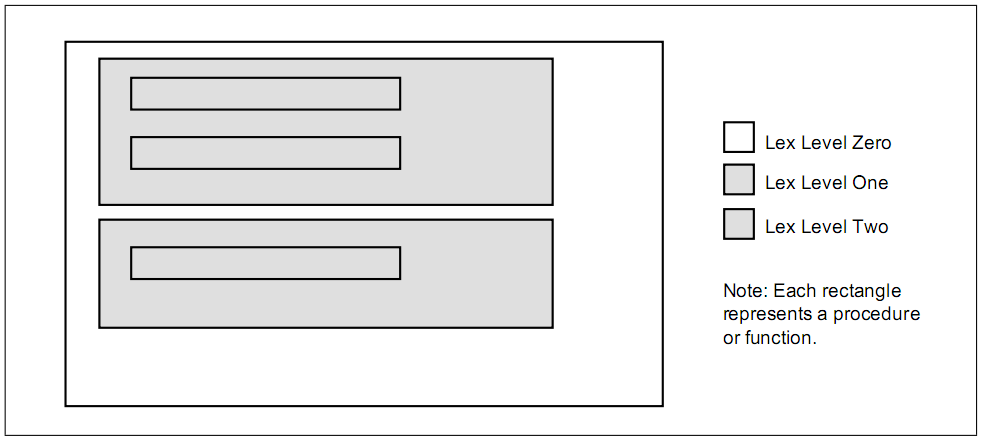 Lex Level Zero
Lex Level One
Lex Level Two
Note: Each rectangle
represents a procedure
or function.